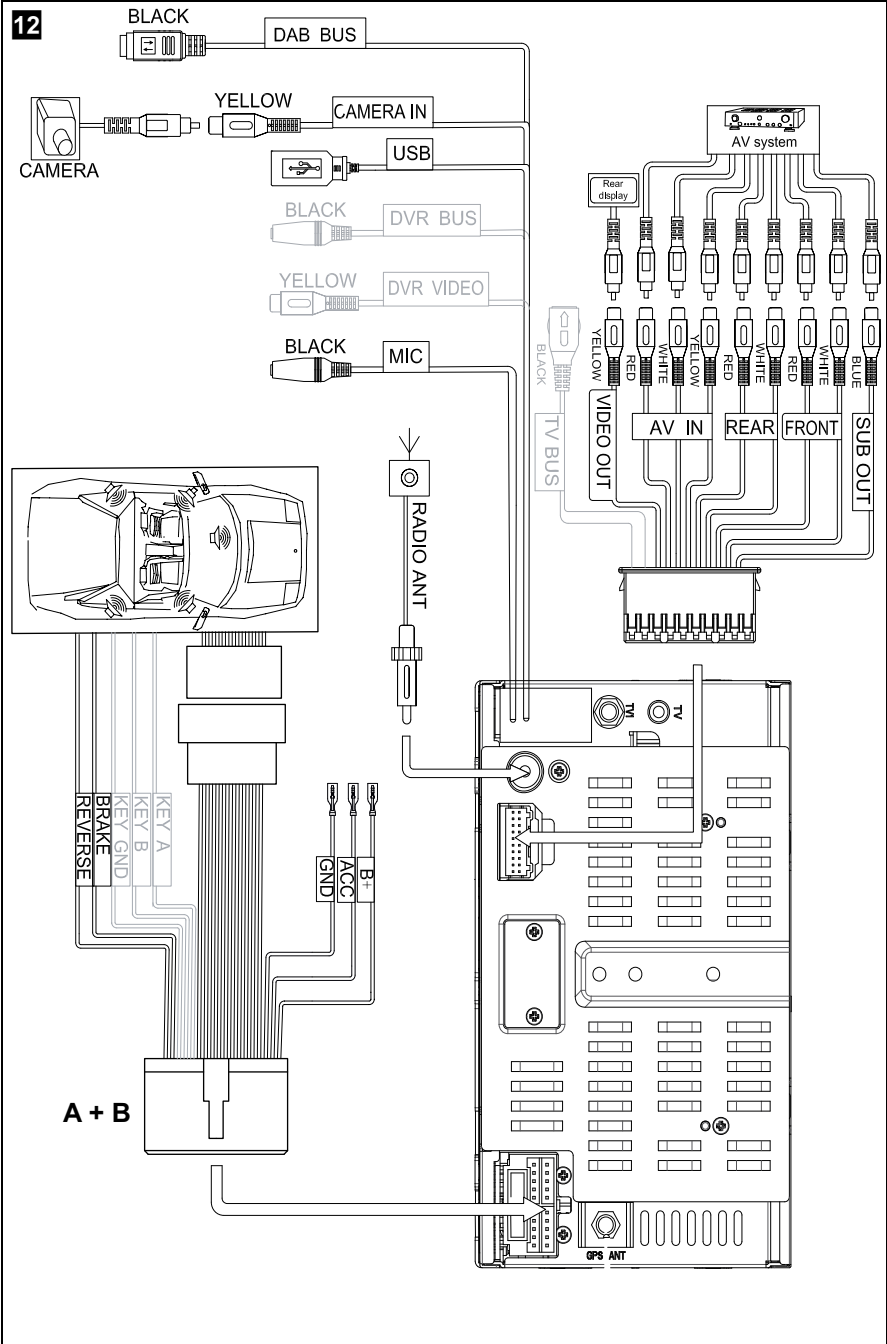 12
BLACK
DAB BUS
YELLOW
CAMERA IN
CAMERA
USB
BLACK
DVR BUS
YELLOW
DVR VIDEO
BLACK
MIC
AV system
Rear
display
YELLOW
RED
WHITE
YELLOW
RED
WHITE
RED
WHITE
BLUE
BLACK
TV BUS
VIDEO OUT
AV IN
REAR
FRONT
SUB OUT
RADIO ANT
TV1
TV
REVERSE
BRAKE
KEY GND
KEY B
KEY A
GND
ACC
B+
A + B
GPS ANT